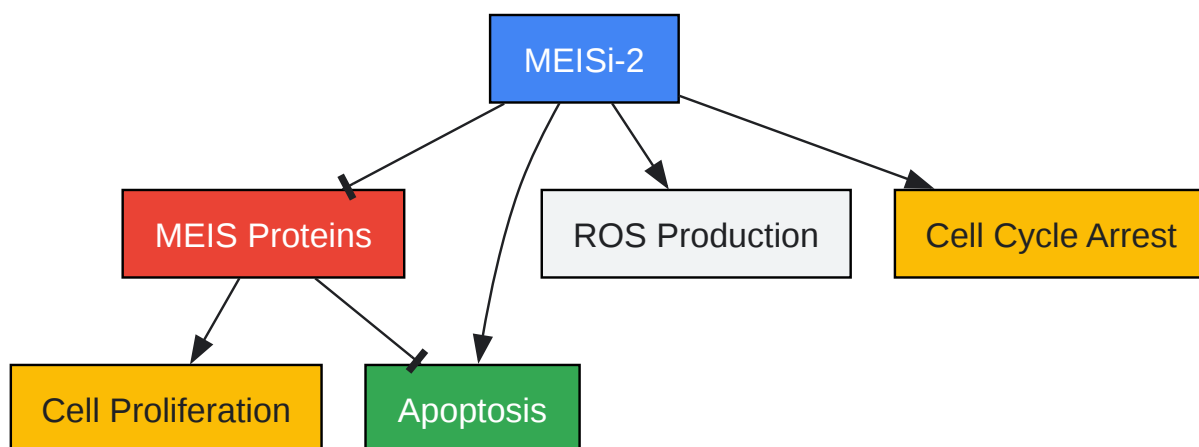 MEISi-2
MEIS Proteins
ROS Production
Cell Cycle Arrest
Cell Proliferation
Apoptosis